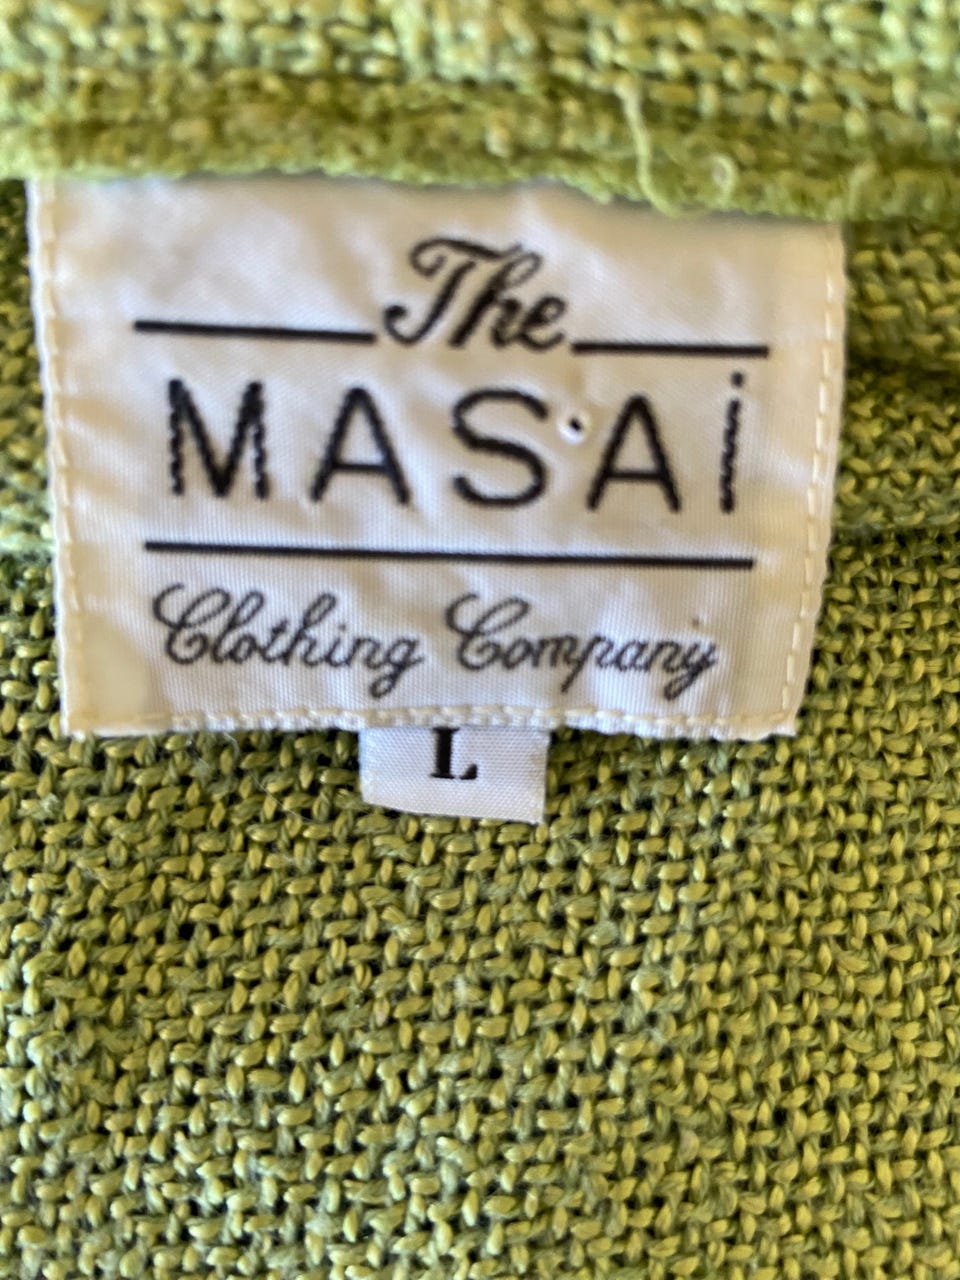 The
MASAi
Clothing Company
L